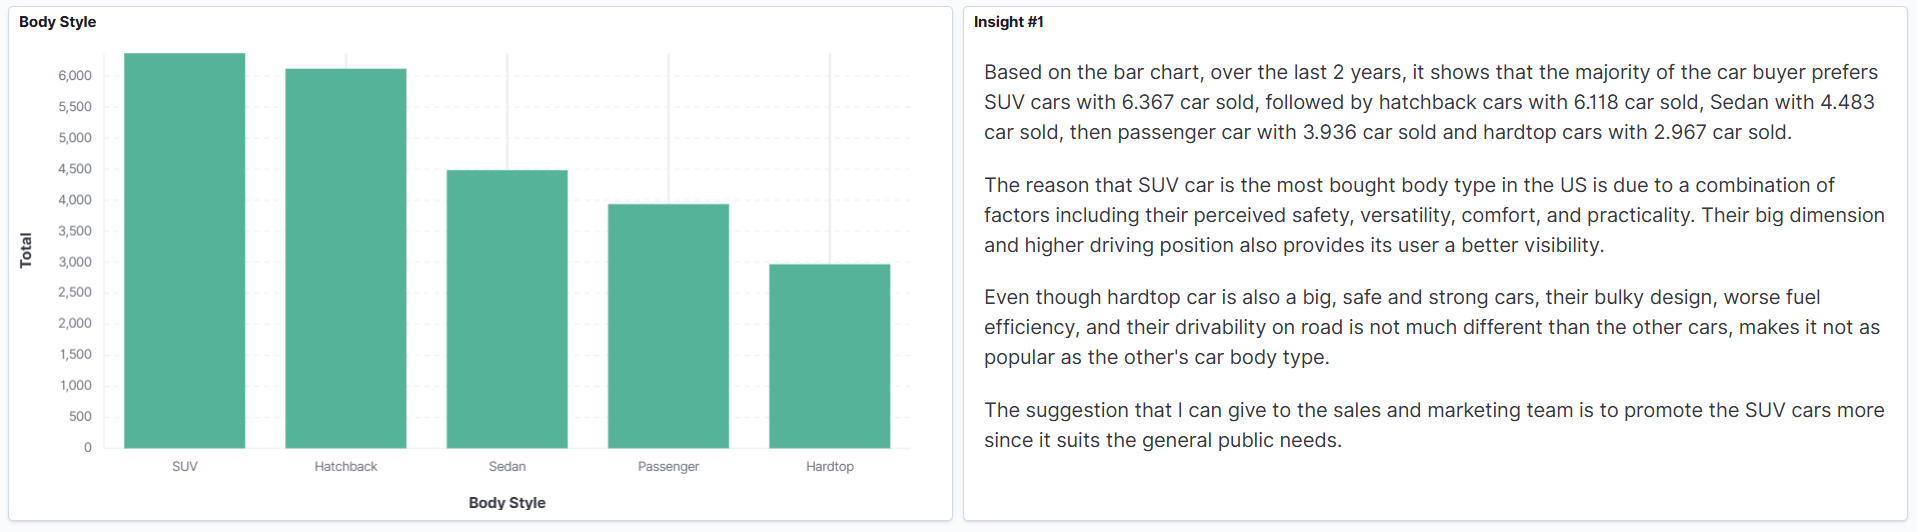 Body Style
6,000
5,500
5,000
4,500
4,000
3,500
3,000
2,500
2,000
1,500
1,000
500
0
Total
SUV
Hatchback
Sedan
Passenger
Hardtop
Body Style
Insight #1
Based on the bar chart, over the last 2 years, it shows that the majority of the car buyer prefers
SUV cars with 6.367 car sold, followed by hatchback cars with 6.118 car sold, Sedan with 4.483
car sold, then passenger car with 3.936 car sold and hardtop cars with 2.967 car sold.
The reason that SUV car is the most bought body type in the US is due to a combination of
factors including their perceived safety, versatility, comfort, and practicality. Their big dimension
and higher driving position also provides its user a better visibility.
Even though hardtop car is also a big, safe and strong cars, their bulky design, worse fuel
efficiency, and their drivability on road is not much different than the other cars, makes it not as
popular as the other's car body type.
The suggestion that I can give to the sales and marketing team is to promote the SUV cars more
since it suits the general public needs.